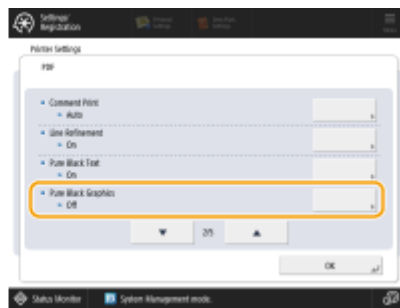 Settings/
Registration
Printer Settings
PDF
Comment Print
Auto
Line Refinement
On
Pure Black Text
On
Pure Black Graphics
Off
2/3
OK
Status Monitor
System Management mode.